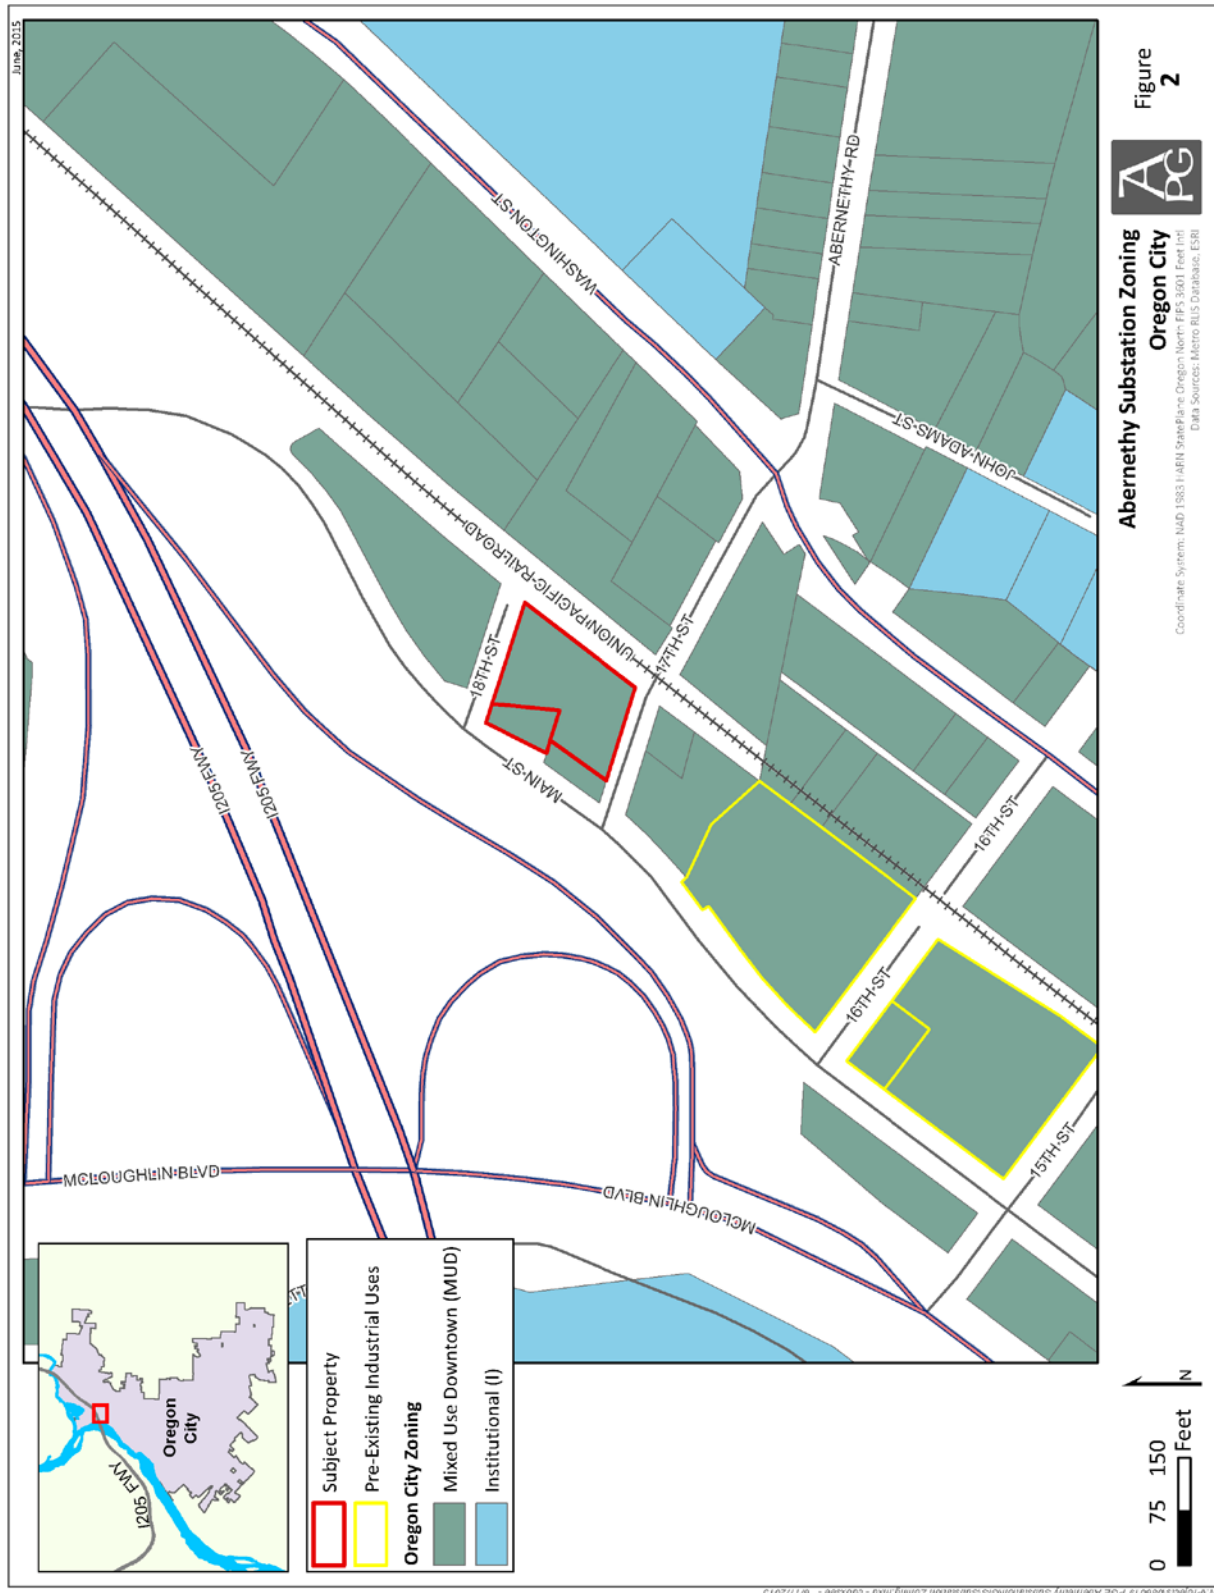 June, 2015
WASHINGTON ST
ABERNETHY RD
JOHN ADAMS ST
UNION PACIFIC RAILROAD
18TH ST
17TH ST
MAIN ST
I205 FWY
I205 FWY
16TH ST
16TH ST
15TH ST
MCLOUGHLIN BLVD
MCLOUGHLIN BLVD
MCLOUGHLIN BLVD
I205 FWY
Oregon
City
Subject Property
Pre-Existing Industrial Uses
Oregon City Zoning
Mixed Use Downtown (MUD)
Institutional (I)
0 75 150
Feet
N
Abernethy Substation Zoning
Oregon City
Coordinate System: NAD 1983 HARN StatePlane Oregon North FIPS 3601 Feet Intl
Data Sources: Metro RLIS Database, ESRI
APG
Figure
2